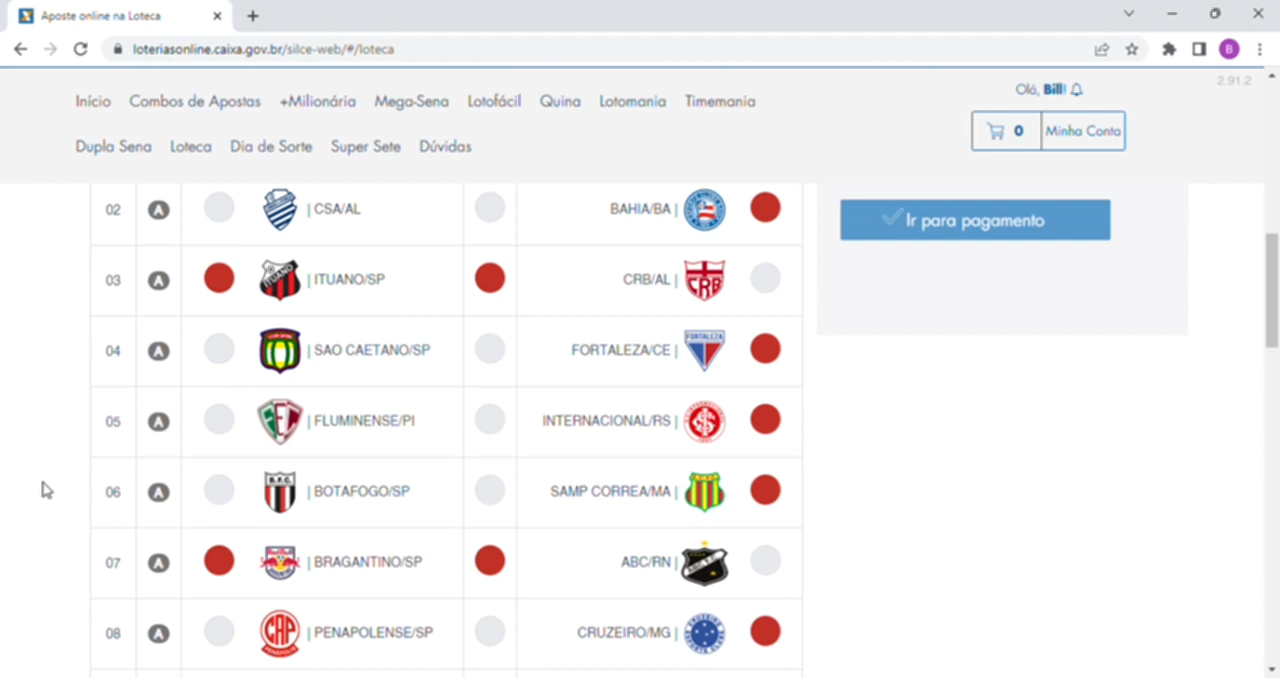 Aposte online na Loteca
loteriasonline.caixa.gov.br/silce-web/#/loteca
B
2.91.2
Início Combos de Apostas +Milionária Mega-Sena Lotofácil Quina Lotomania Timemania
Olá, Bill!
0 Minha Conta
Dupla Sena Loteca Dia de Sorte Super Sete Dúvidas
02 A | CSA/AL BAHIA/BA |
Ir para pagamento
03 A ITUANO | ITUANO/SP CRB/AL | CRB
04 A | SAO CAETANO/SP FORTALEZA/CE | FORTALEZA
05 A | FLUMINENSE/PI INTERNACIONAL/RS |
06 A B.F.C. | BOTAFOGO/SP SAMP CORREA/MA |
07 A | BRAGANTINO/SP ABC/RN |
08 A CAP | PENAPOLENSE/SP CRUZEIRO/MG |